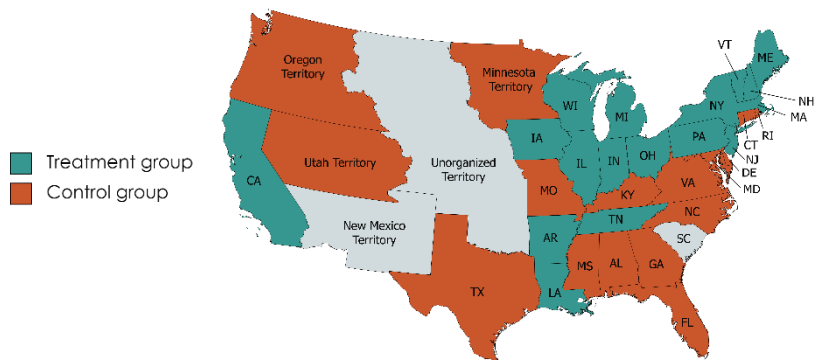 Treatment group
Control group
Oregon
Territory
Minnesota
Territory
Utah Territory
Unorganized
Territory
New Mexico
Territory
CA
TX
WI
MI
IA
IL
IN
OH
MO
KY
TN
AR
LA
MS
AL
GA
FL
SC
NC
VA
PA
NY
VT
ME
NH
MA
RI
CT
NJ
DE
MD